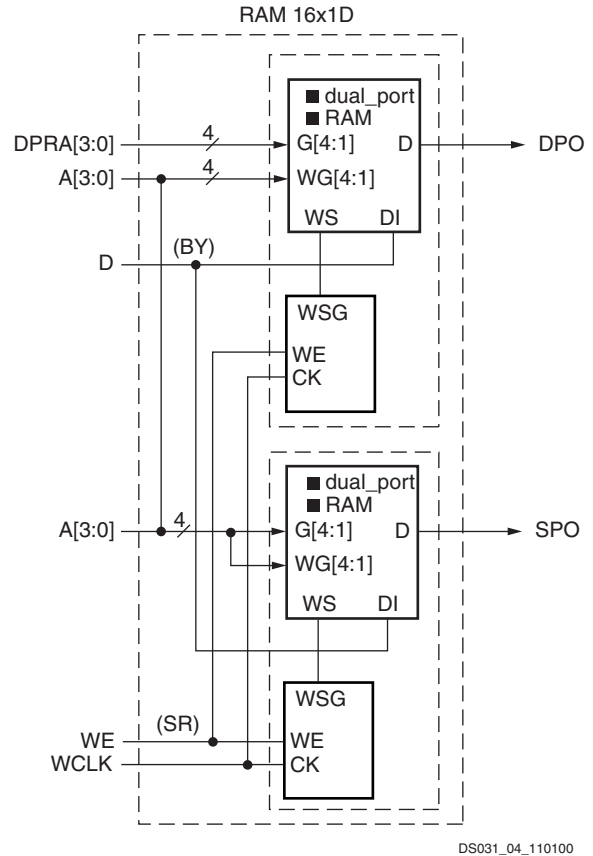 RAM 16x1D
dual_port
RAM
DPRA[3:0]
4
G[4:1]
D
DPO
A[3:0]
4
WG[4:1]
WS
DI
D
(BY)
WSG
WE
CK
dual_port
RAM
A[3:0]
4
G[4:1]
D
SPO
WG[4:1]
WS
DI
WSG
WE
(SR)
WE
WCLK
CK
DS031_04_110100